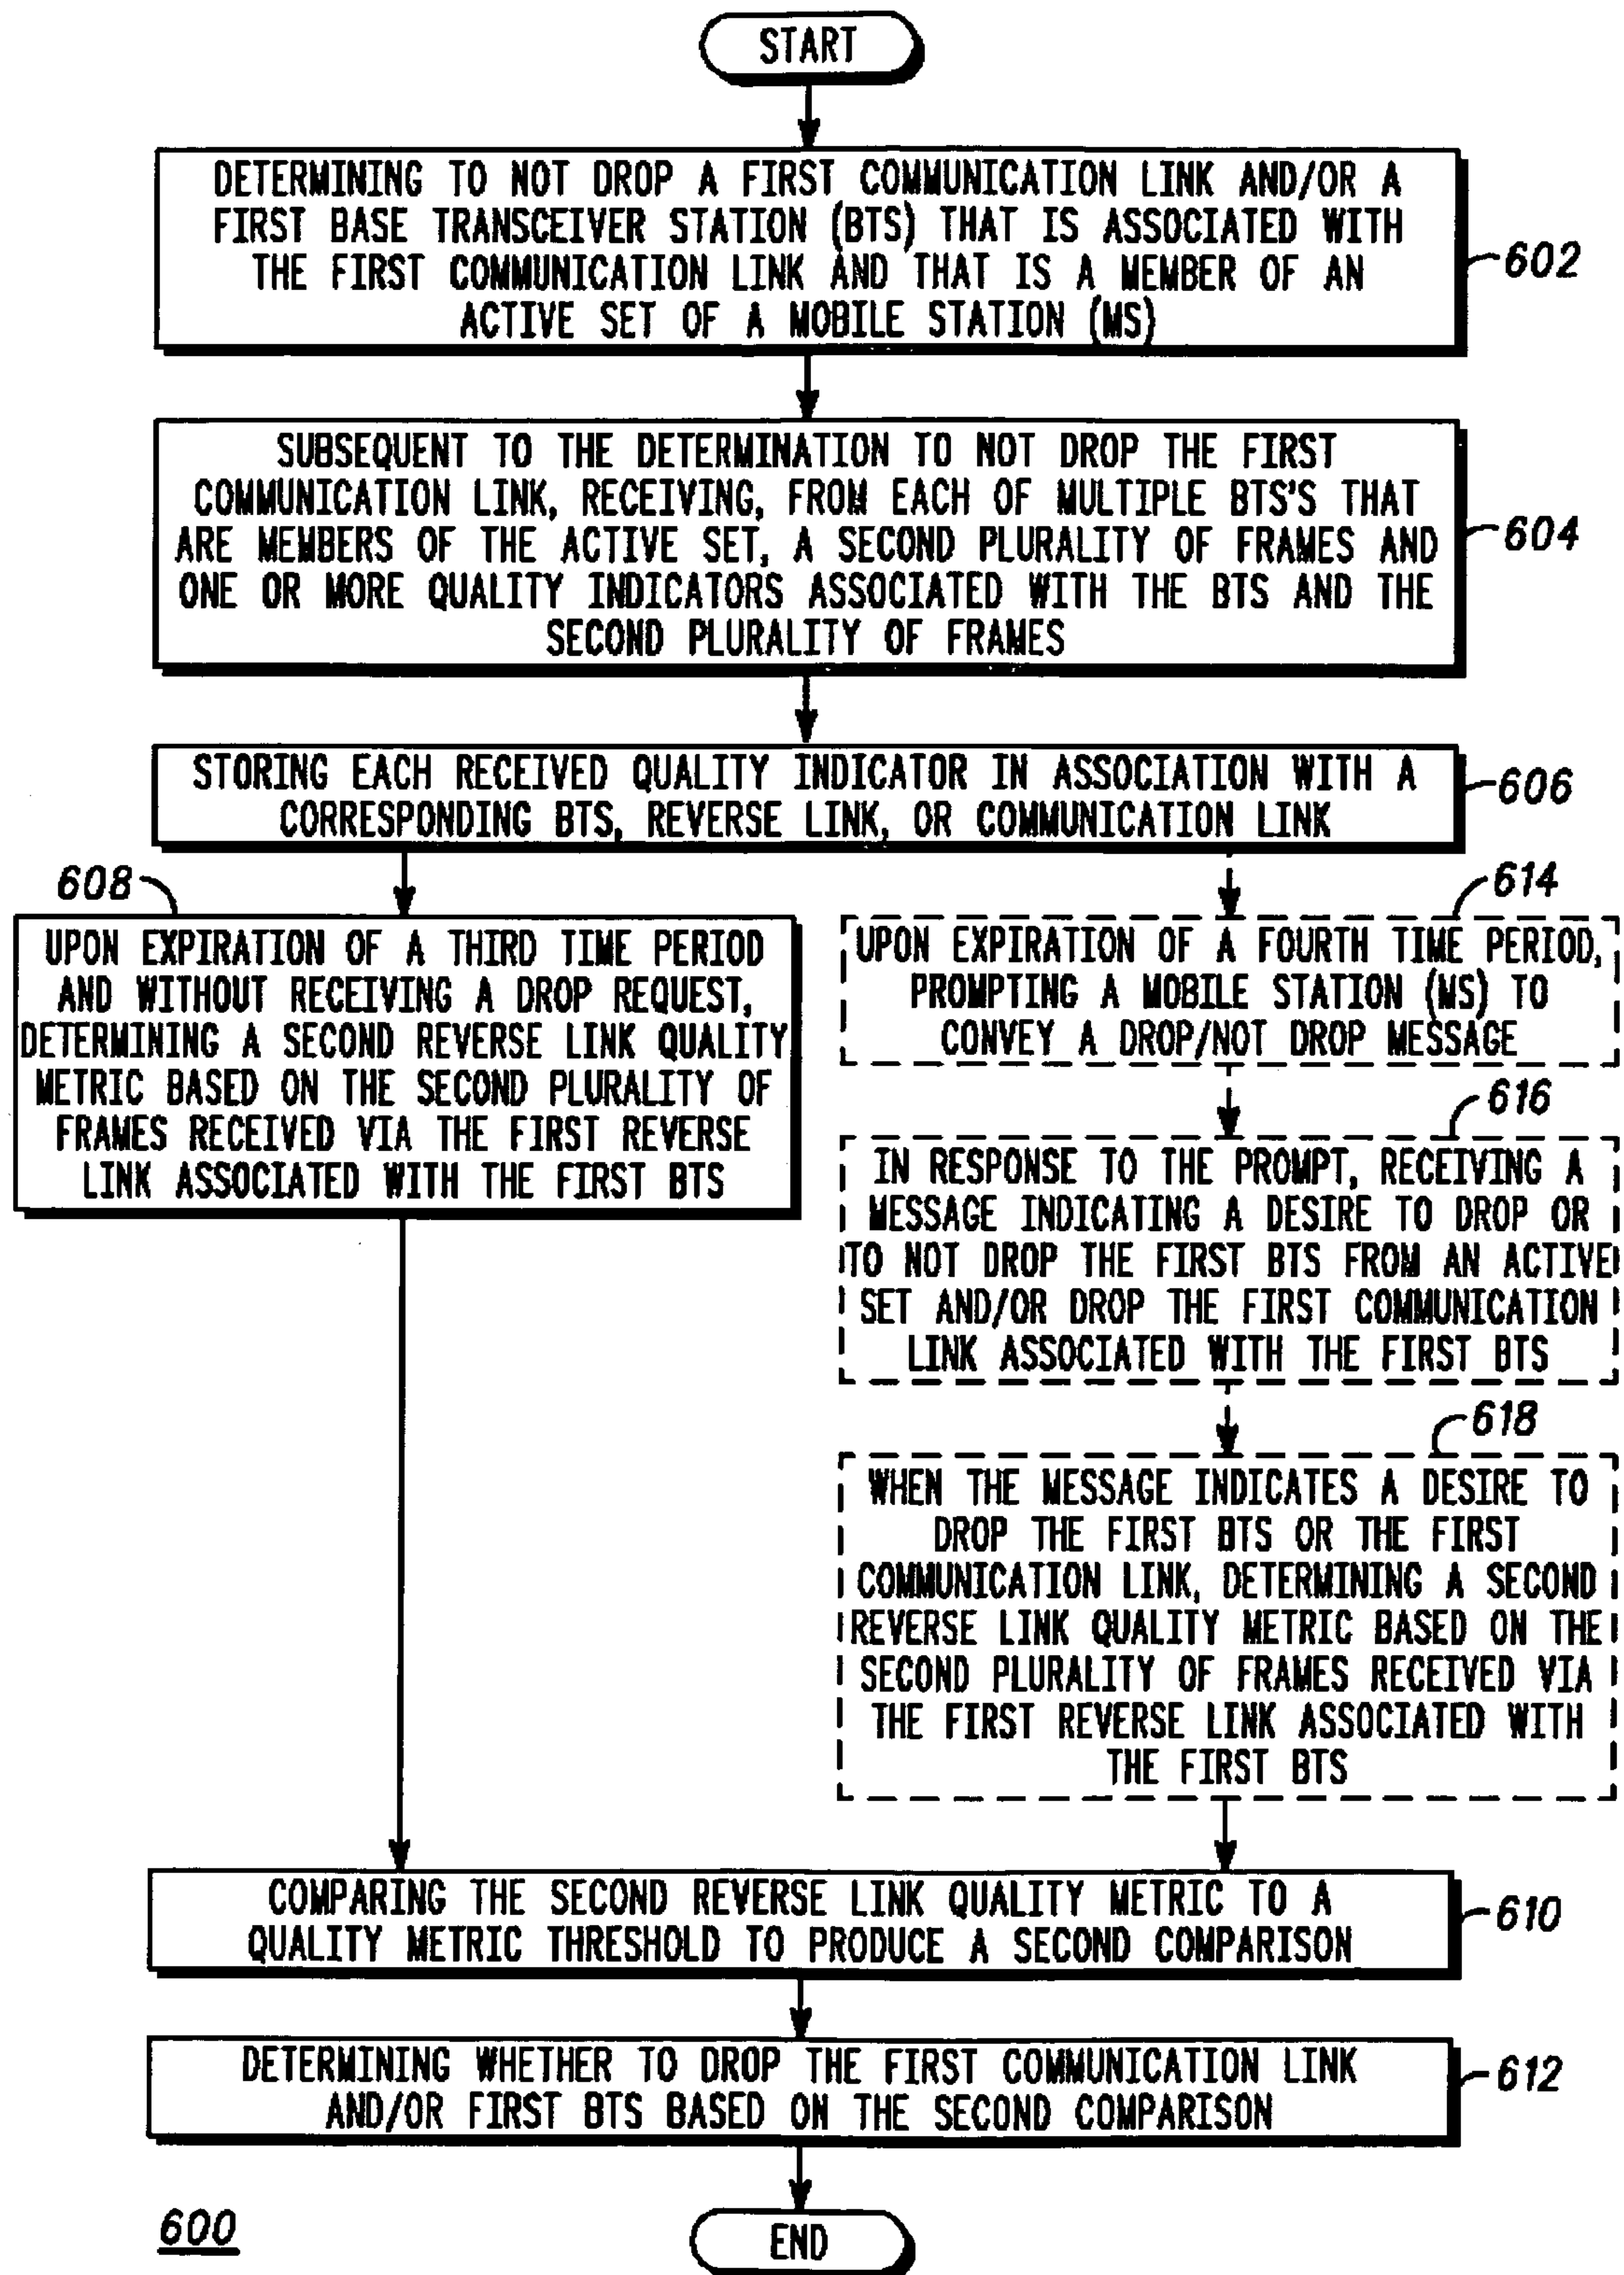 START
DETERMINING TO NOT DROP A FIRST COMMUNICATION LINK AND/OR A
FIRST BASE TRANSCEIVER STATION (BTS) THAT IS ASSOCIATED WITH
THE FIRST COMMUNICATION LINK AND THAT IS A MEMBER OF AN
ACTIVE SET OF A MOBILE STATION (MS)
602
SUBSEQUENT TO THE DETERMINATION TO NOT DROP THE FIRST
COMMUNICATION LINK, RECEIVING, FROM EACH OF MULTIPLE BTS'S THAT
ARE MEMBERS OF THE ACTIVE SET, A SECOND PLURALITY OF FRAMES AND
ONE OR MORE QUALITY INDICATORS ASSOCIATED WITH THE BTS AND THE
SECOND PLURALITY OF FRAMES
604
STORING EACH RECEIVED QUALITY INDICATOR IN ASSOCIATION WITH A
CORRESPONDING BTS, REVERSE LINK, OR COMMUNICATION LINK
606
608
UPON EXPIRATION OF A THIRD TIME PERIOD
AND WITHOUT RECEIVING A DROP REQUEST,
DETERMINING A SECOND REVERSE LINK QUALITY
METRIC BASED ON THE SECOND PLURALITY OF
FRAMES RECEIVED VIA THE FIRST REVERSE
LINK ASSOCIATED WITH THE FIRST BTS
614
UPON EXPIRATION OF A FOURTH TIME PERIOD,
PROMPTING A MOBILE STATION (MS) TO
CONVEY A DROP/NOT DROP MESSAGE
616
IN RESPONSE TO THE PROMPT, RECEIVING A
MESSAGE INDICATING A DESIRE TO DROP OR
TO NOT DROP THE FIRST BTS FROM AN ACTIVE
SET AND/OR DROP THE FIRST COMMUNICATION
LINK ASSOCIATED WITH THE FIRST BTS
618
WHEN THE MESSAGE INDICATES A DESIRE TO
DROP THE FIRST BTS OR THE FIRST
COMMUNICATION LINK, DETERMINING A SECOND
REVERSE LINK QUALITY METRIC BASED ON THE
SECOND PLURALITY OF FRAMES RECEIVED VIA
THE FIRST REVERSE LINK ASSOCIATED WITH
THE FIRST BTS
COMPARING THE SECOND REVERSE LINK QUALITY METRIC TO A
QUALITY METRIC THRESHOLD TO PRODUCE A SECOND COMPARISON
610
DETERMINING WHETHER TO DROP THE FIRST COMMUNICATION LINK
AND/OR FIRST BTS BASED ON THE SECOND COMPARISON
612
END
600